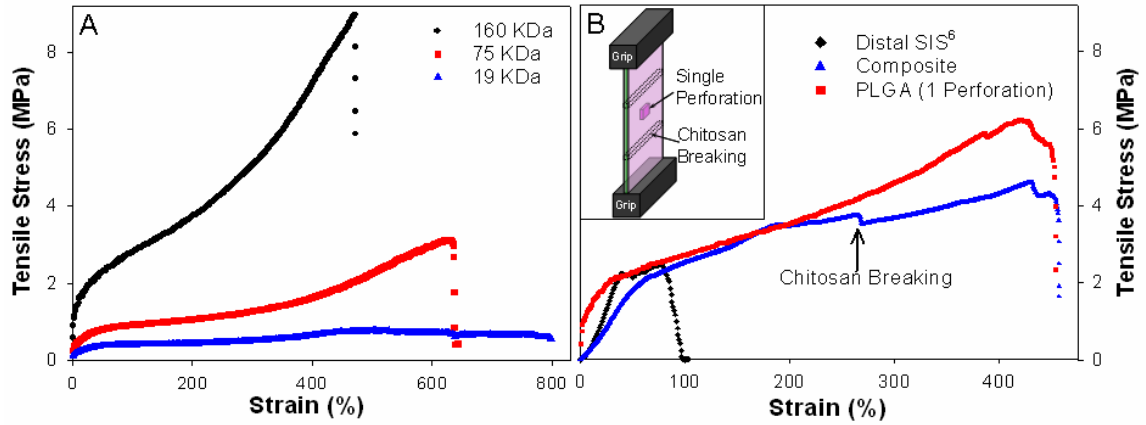 A
160 KDa
75 KDa
19 KDa
Tensile Stress (MPa)
8
6
4
2
0
0
200
400
600
800
Strain (%)
B
Grip
Single
Perforation
Chitosan
Breaking
Grip
Distal SIS⁶
Composite
PLGA (1 Perforation)
Chitosan Breaking
8
6
4
2
0
Tensile Stress (MPa)
0
100
200
300
400
Strain (%)